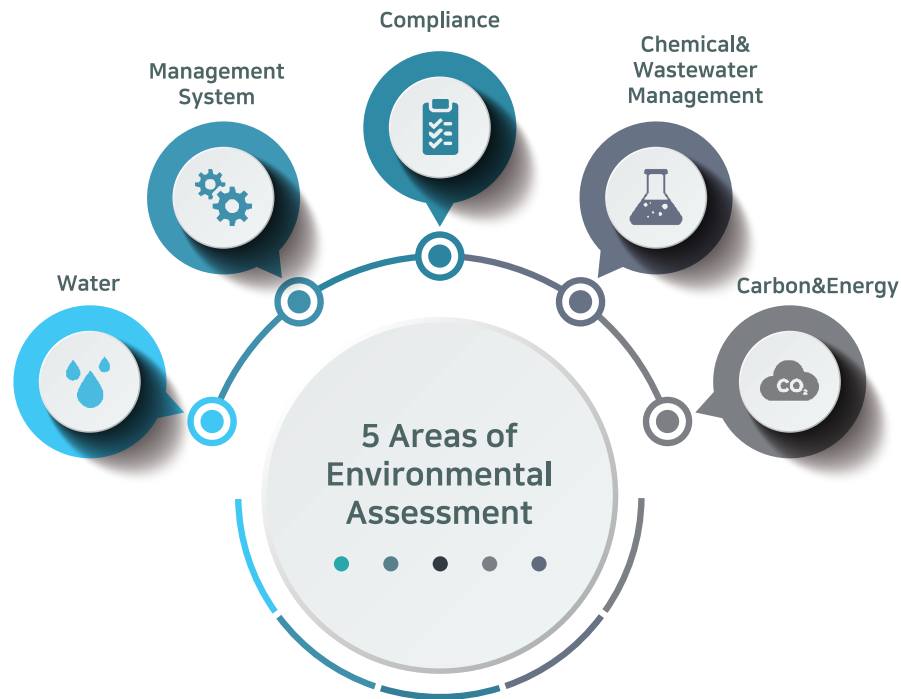 Compliance
Management
System
Chemical&
Wastewater
Management
Water
Carbon&Energy
CO₂
5 Areas of
Environmental
Assessment